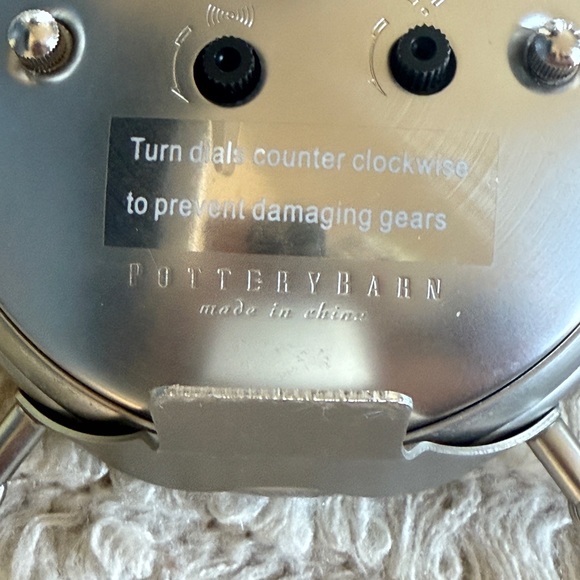 Turn dials counter clockwise
to prevent damaging gears
POTTERYBARN
made in china